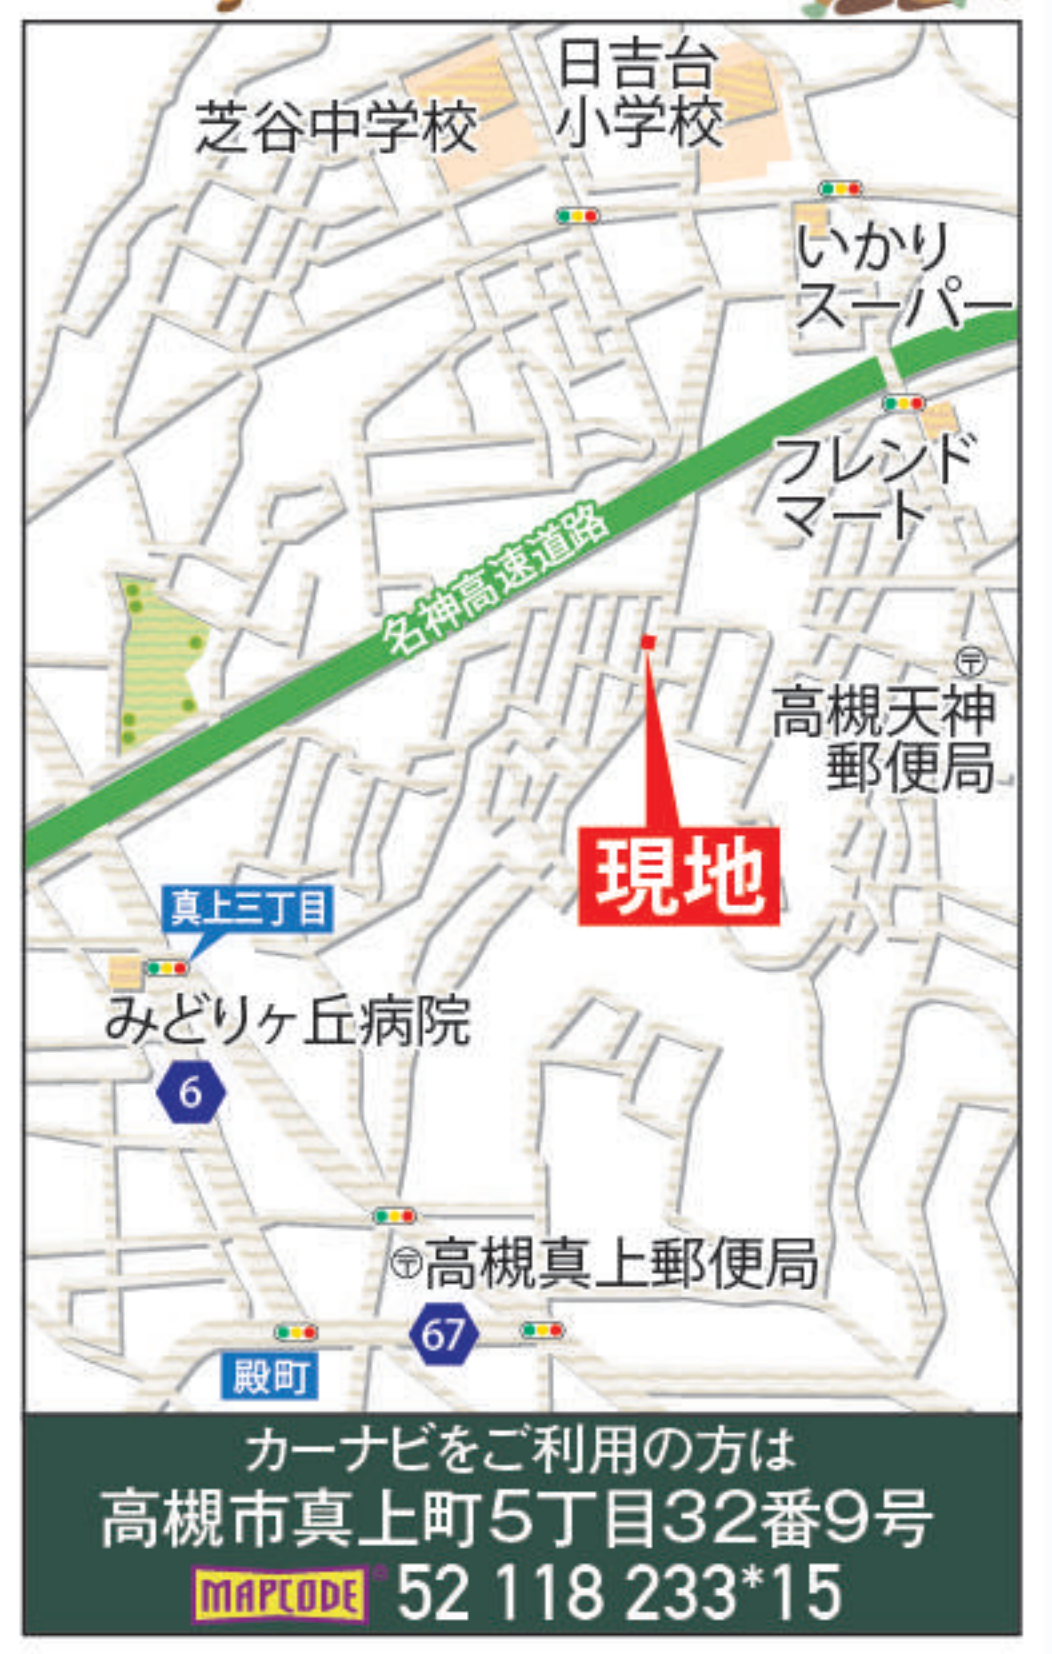 芝谷中学校
日吉台
小学校
いかり
スーパー
フレンド
マート
名神高速道路
〒
高槻天神
郵便局
現地
真上三丁目
みどりヶ丘病院
6
〒高槻真上郵便局
67
殿町
カーナビをご利用の方は
高槻市真上町5丁目32番9号
MAPCODE® 52 118 233*15